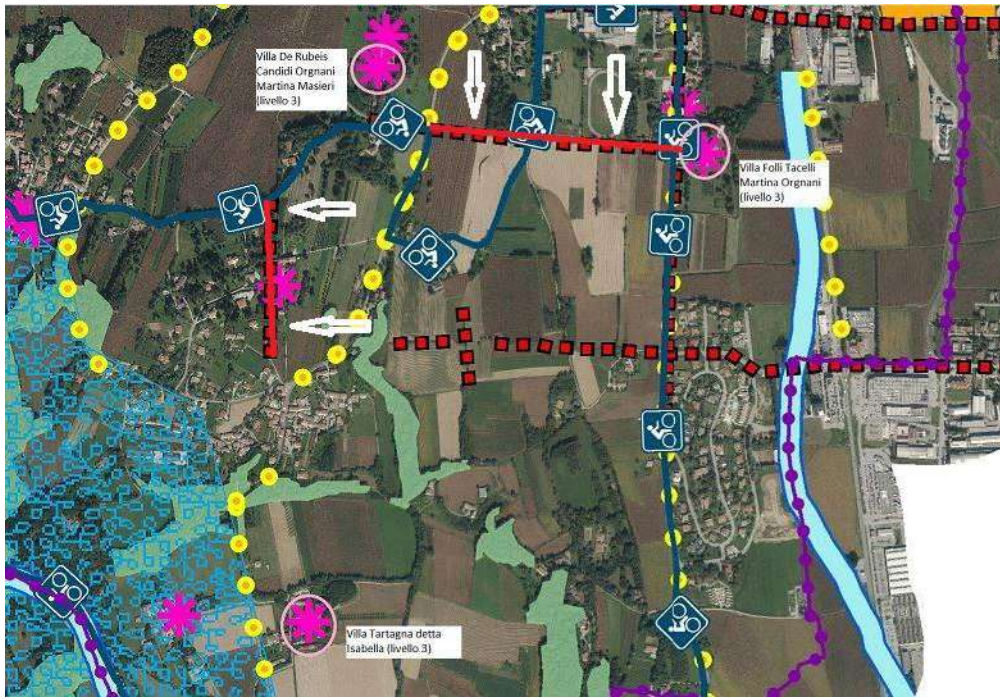 Villa De Rubeis
Candidi Orgnani
Martina Masieri
(livello 3)
Villa Folli Tacelli
Martina Orgnani
(livello 3)
Villa Tartagna detta
Isabella (livello 3)